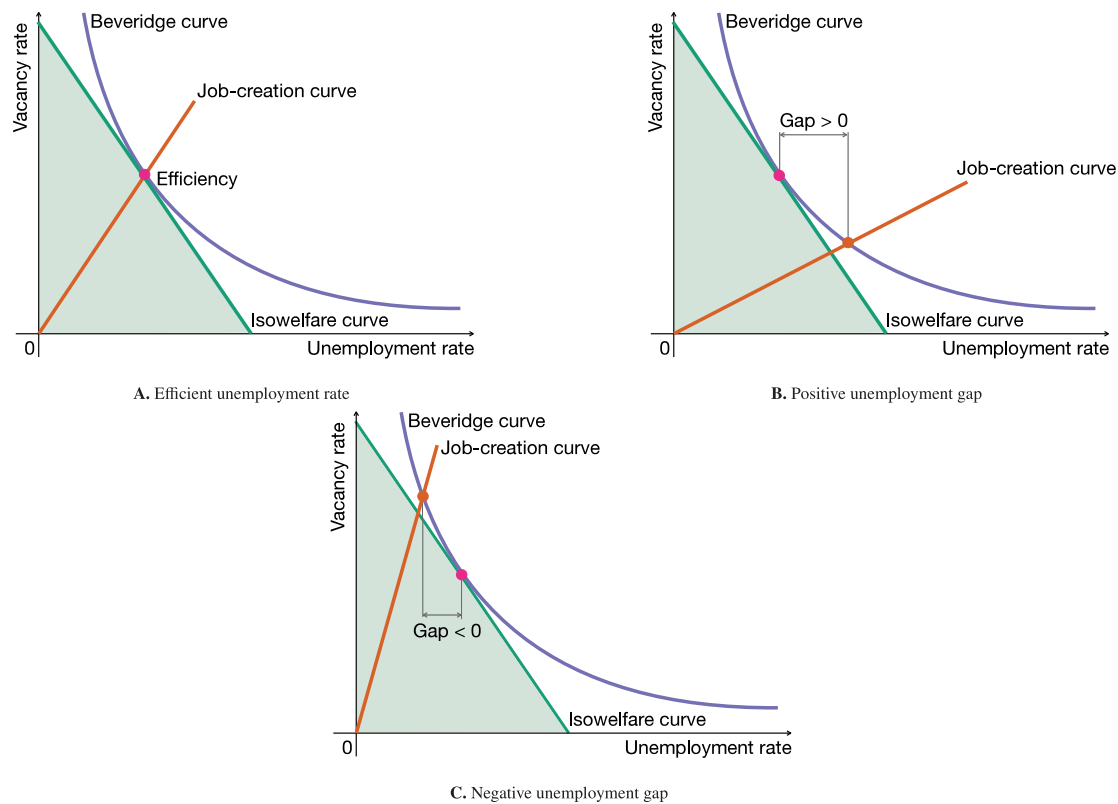 Beveridge curve
Vacancy rate
Job-creation curve
Efficiency
Isowelfare curve
0
Unemployment rate
A. Efficient unemployment rate
Beveridge curve
Vacancy rate
Gap > 0
Job-creation curve
Isowelfare curve
0
Unemployment rate
B. Positive unemployment gap
Beveridge curve
Job-creation curve
Vacancy rate
Gap < 0
Isowelfare curve
0
Unemployment rate
C. Negative unemployment gap